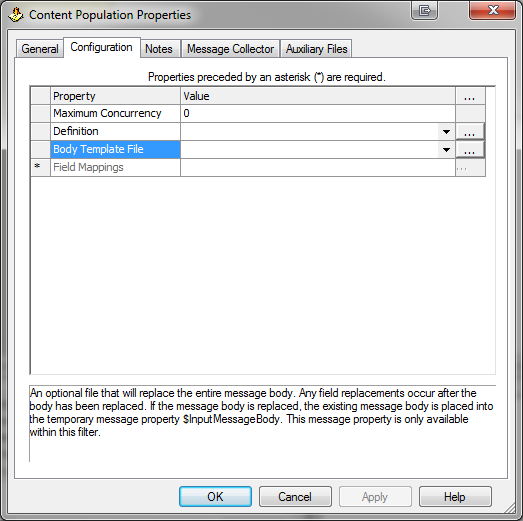 Content Population Properties
General Configuration Notes Message Collector Auxiliary Files
Properties preceded by an asterisk (*) are required.
Property Value ...
Maximum Concurrency 0
Definition ...
Body Template File ...
* Field Mappings ...
An optional file that will replace the entire message body. Any field replacements occur after the
body has been replaced. If the message body is replaced, the existing message body is placed into
the temporary message property $InputMessageBody. This message property is only available
within this filter.
OK Cancel Apply Help